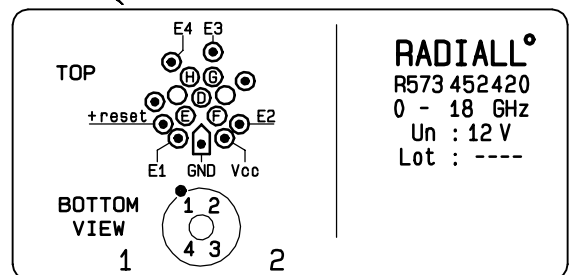 E4 E3
TOP
H G
D
+reset E F E2
E1 GND Vcc
BOTTOM
VIEW
1 2
4 3
1 2
RADIALL°
R573 452420
0 - 18 GHz
Un : 12 V
Lot : ----